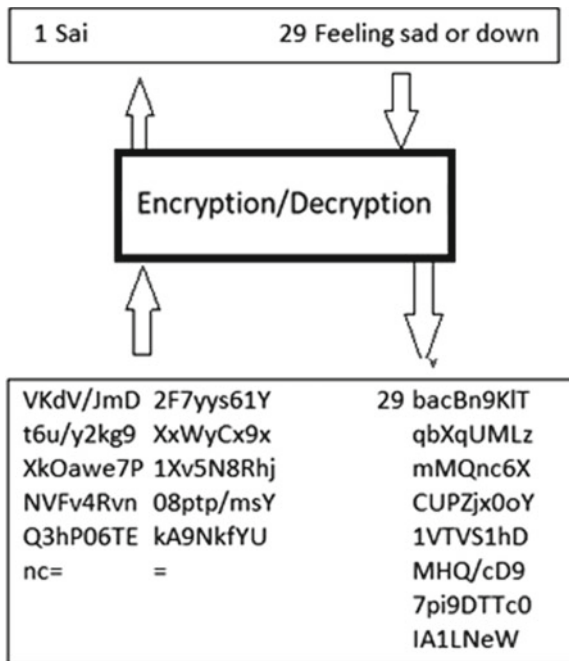 1 Sai 29 Feeling sad or down
Encryption/Decryption
VKdV/JmD 2F7yys61Y 29 bacBn9KlT
t6u/y2kg9 XxWyCx9x qbXqUMLz
XkOawe7P 1Xv5N8Rhj mMQnc6X
NVFv4Rvn 08ptp/msY CUPZjx0oY
Q3hP06TE kA9NkfYU 1VTVS1hD
nc= = MHQ/cD9
7pi9DTTc0
IA1LNeW